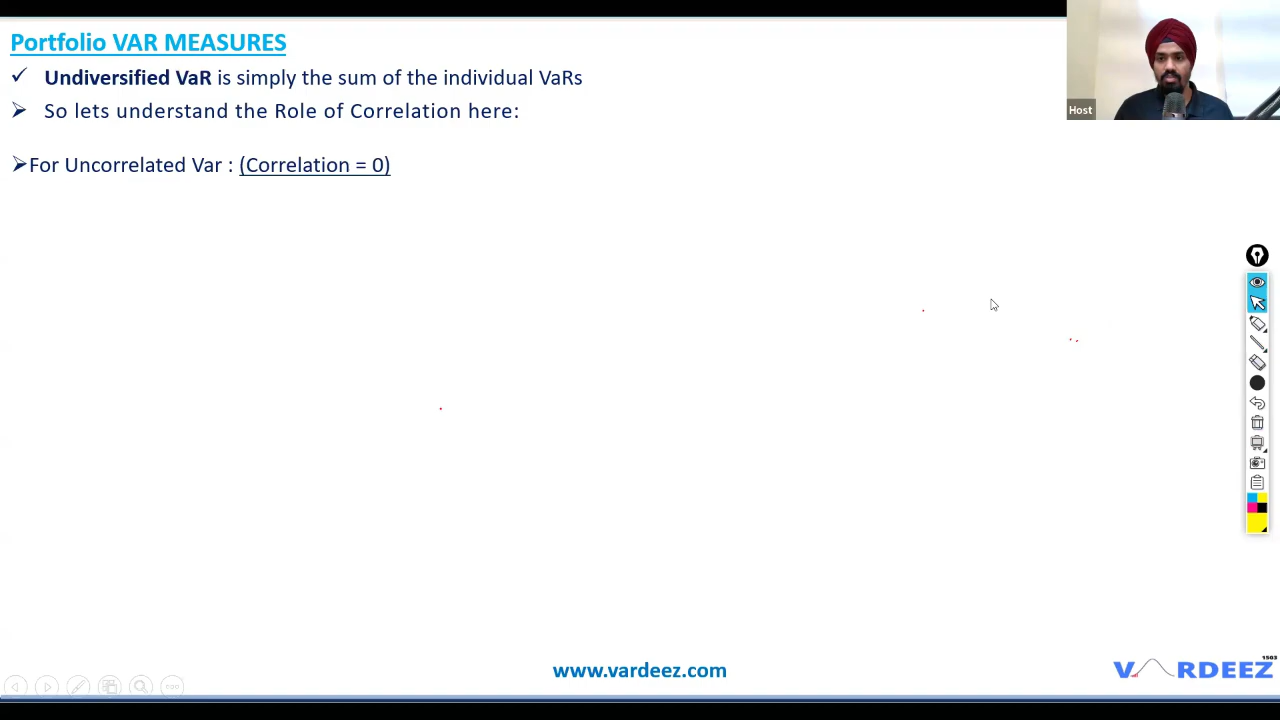 Portfolio VAR MEASURES
✓ Undiversified VaR is simply the sum of the individual VaRs
➤ So lets understand the Role of Correlation here:
➤For Uncorrelated Var : (Correlation = 0)
Host
www.vardeez.com
1503
VARDEEZ